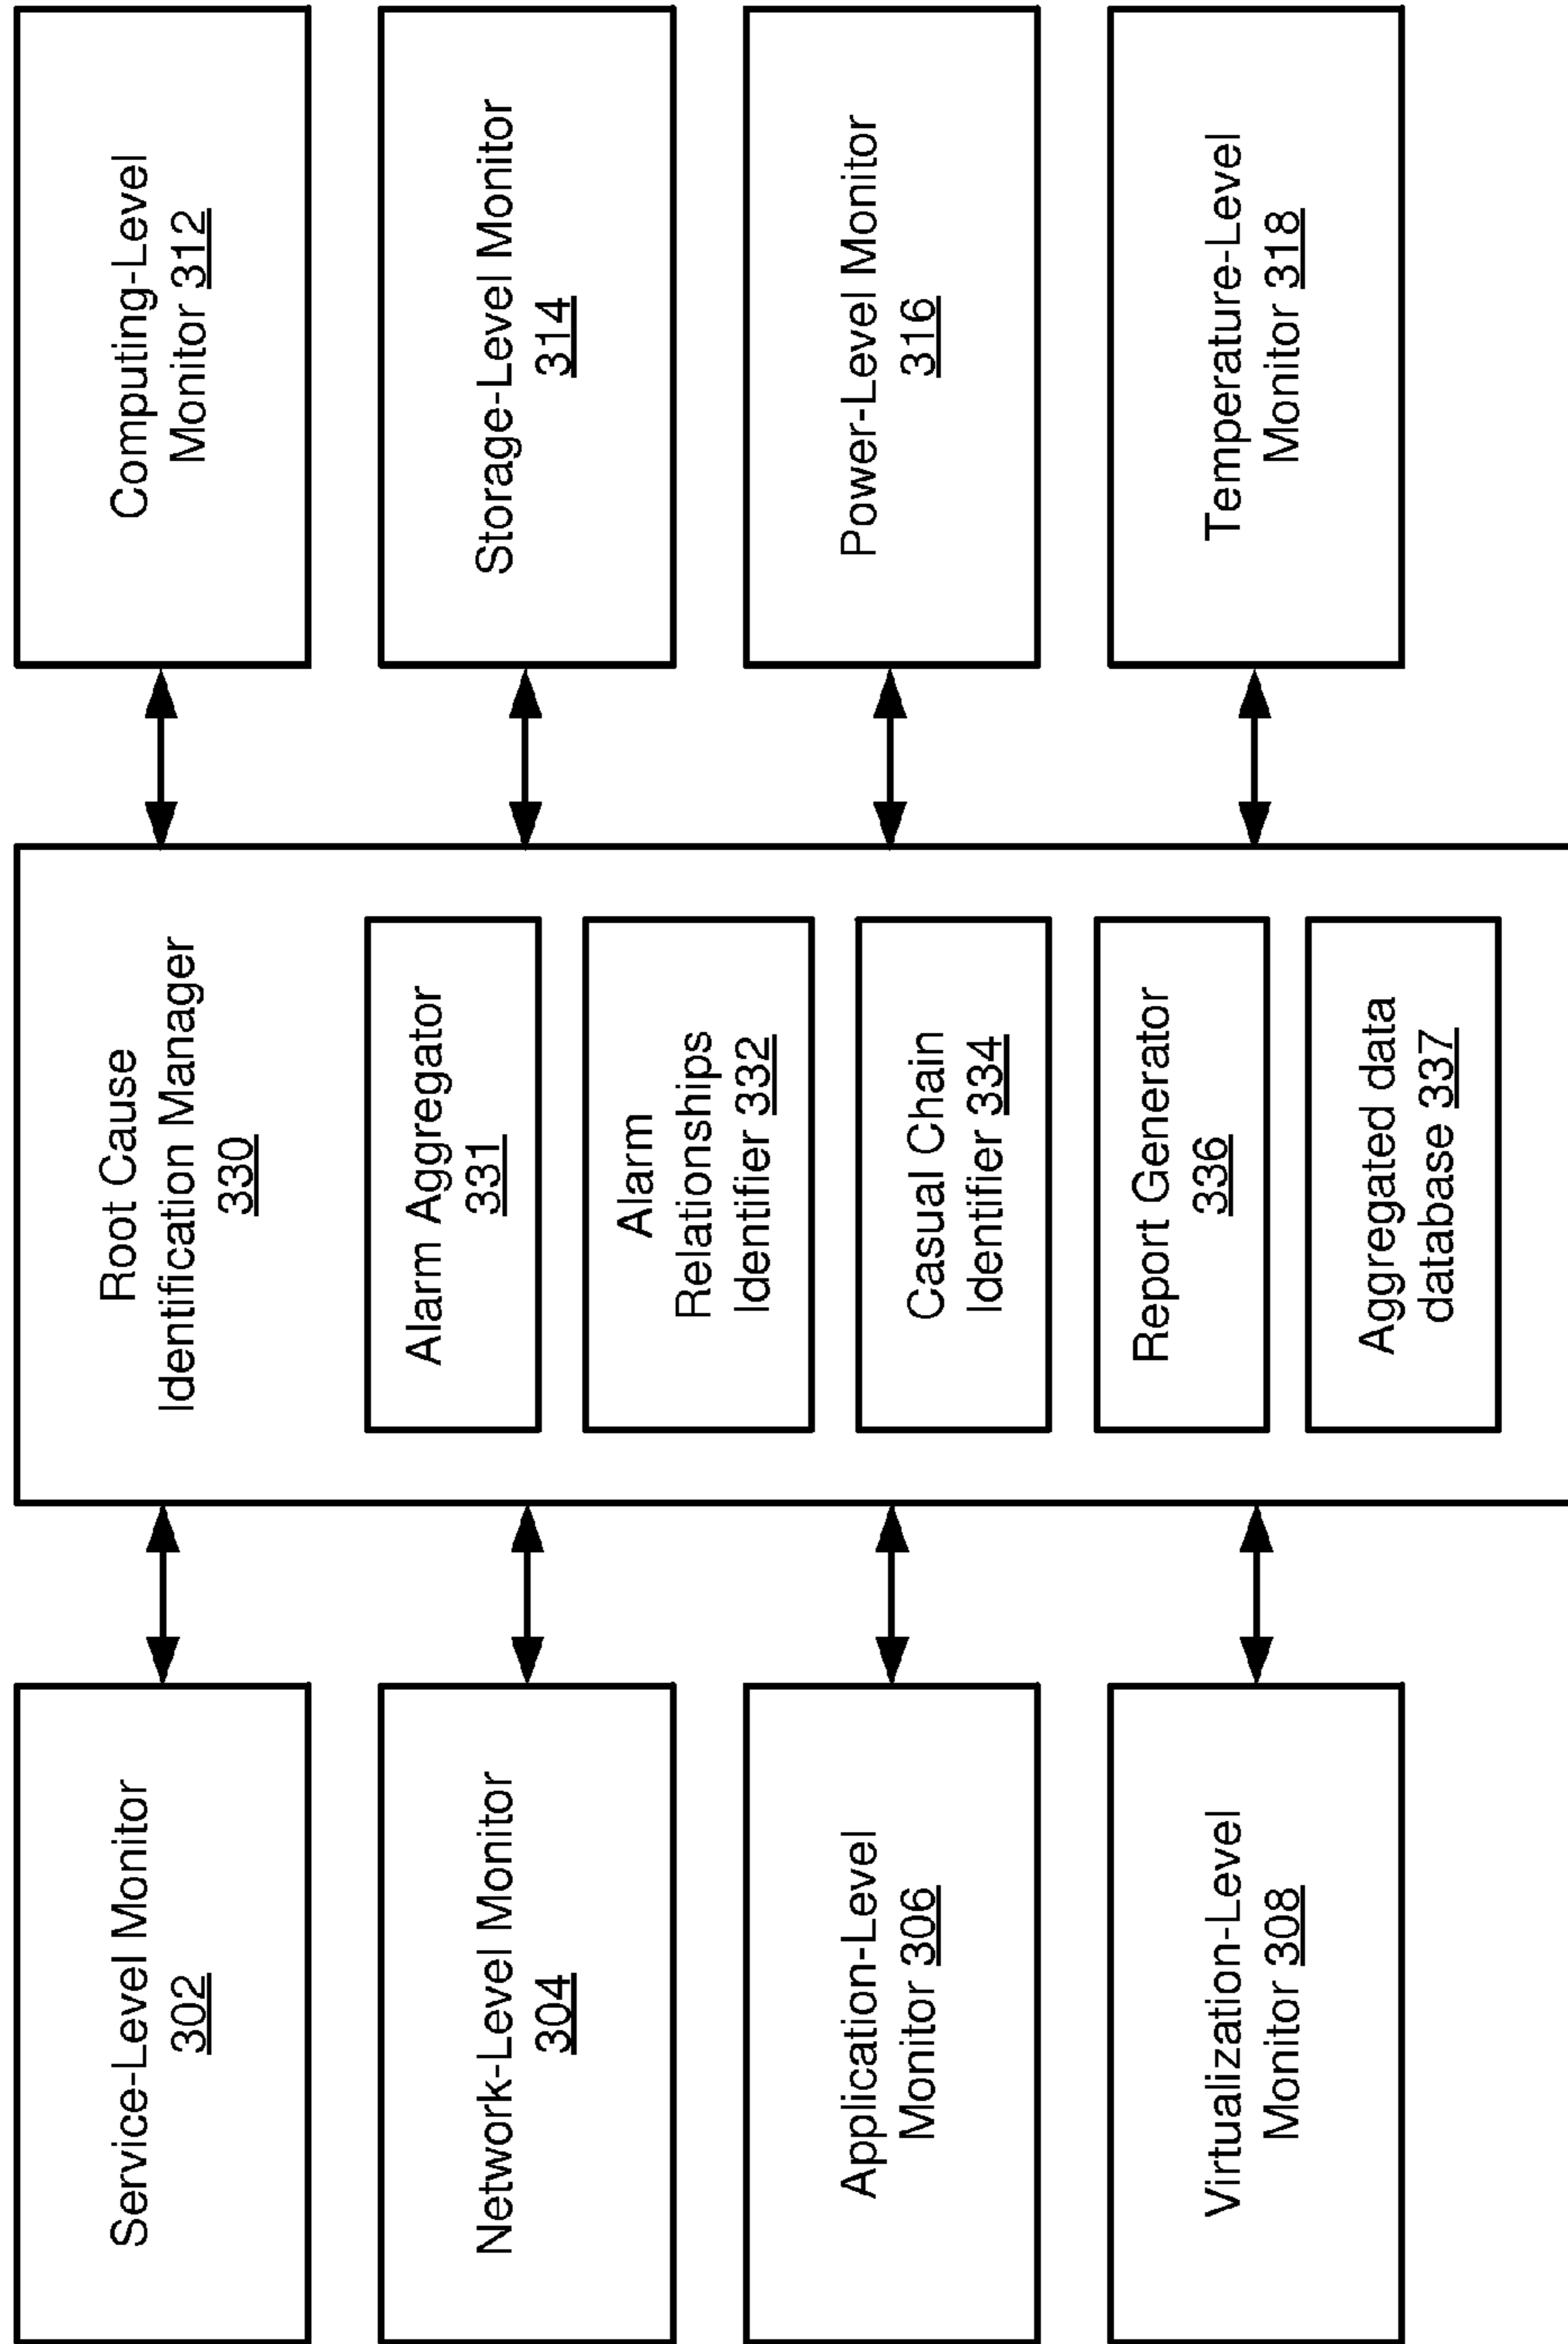 Service-Level Monitor
302
Network-Level Monitor
304
Application-Level
Monitor 306
Virtualization-Level
Monitor 308
Root Cause
Identification Manager
330
Alarm Aggregator
331
Alarm
Relationships
Identifier 332
Casual Chain
Identifier 334
Report Generator
336
Aggregated data
database 337
Computing-Level
Monitor 312
Storage-Level Monitor
314
Power-Level Monitor
316
Temperature-Level
Monitor 318